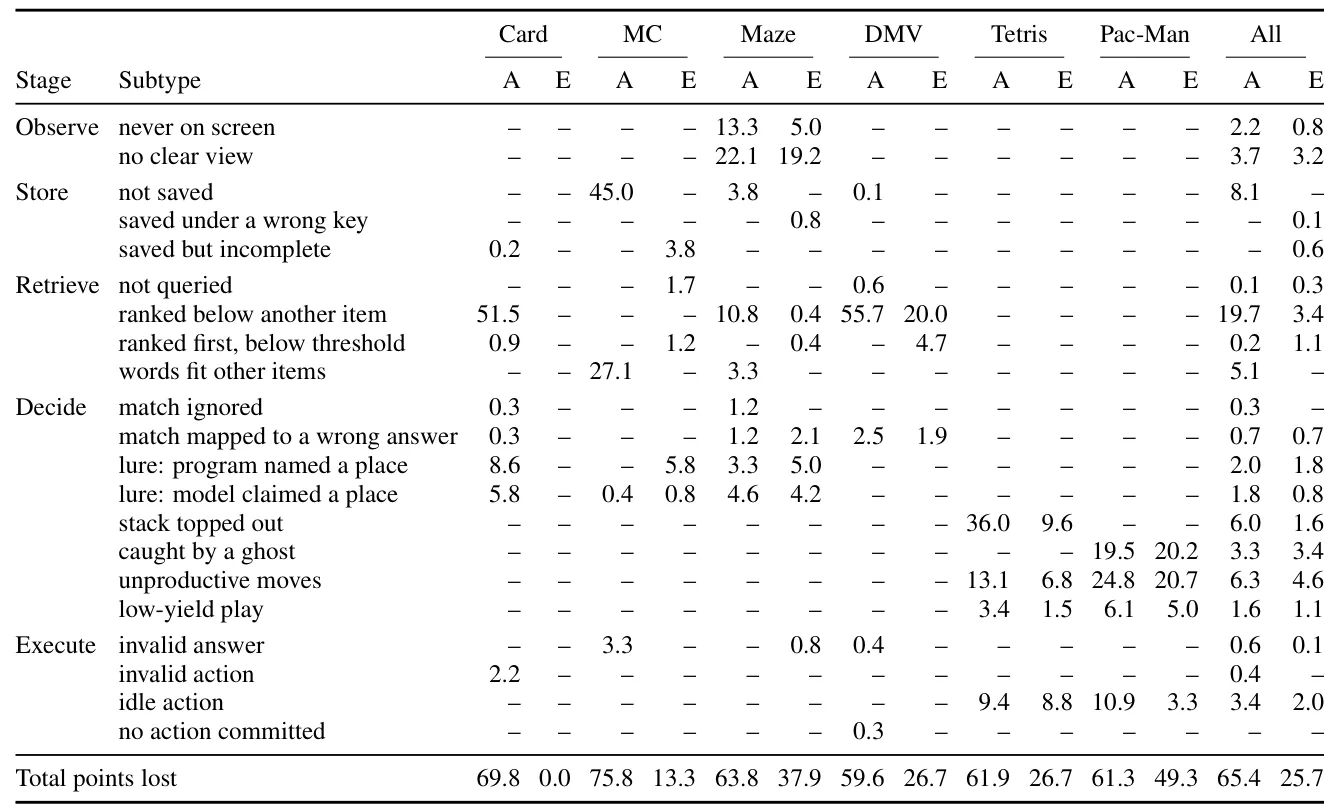 Card MC Maze DMV Tetris Pac-Man All
Stage Subtype A E A E A E A E A E A E A E
Observe never on screen – – – – 13.3 5.0 – – – – – – 2.2 0.8
no clear view – – – – 22.1 19.2 – – – – – – 3.7 3.2
Store not saved – – 45.0 – 3.8 – 0.1 – – – – – 8.1 –
saved under a wrong key – – – – – 0.8 – – – – – – – 0.1
saved but incomplete 0.2 – – 3.8 – – – – – – – – – 0.6
Retrieve not queried – – – 1.7 – – 0.6 – – – – – 0.1 0.3
ranked below another item 51.5 – – – 10.8 0.4 55.7 20.0 – – – – 19.7 3.4
ranked first, below threshold 0.9 – – 1.2 – 0.4 – 4.7 – – – – 0.2 1.1
words fit other items – – 27.1 – 3.3 – – – – – – – 5.1 –
Decide match ignored 0.3 – – – 1.2 – – – – – – – 0.3 –
match mapped to a wrong answer 0.3 – – – 1.2 2.1 2.5 1.9 – – – – 0.7 0.7
lure: program named a place 8.6 – – 5.8 3.3 5.0 – – – – – – 2.0 1.8
lure: model claimed a place 5.8 – 0.4 0.8 4.6 4.2 – – – – – – 1.8 0.8
stack topped out – – – – – – – – 36.0 9.6 – – 6.0 1.6
caught by a ghost – – – – – – – – – – 19.5 20.2 3.3 3.4
unproductive moves – – – – – – – – 13.1 6.8 24.8 20.7 6.3 4.6
low-yield play – – – – – – – – 3.4 1.5 6.1 5.0 1.6 1.1
Execute invalid answer – – 3.3 – – 0.8 0.4 – – – – – 0.6 0.1
invalid action 2.2 – – – – – – – – – – – 0.4 –
idle action – – – – – – – – 9.4 8.8 10.9 3.3 3.4 2.0
no action committed – – – – – – 0.3 – – – – – – –
Total points lost 69.8 0.0 75.8 13.3 63.8 37.9 59.6 26.7 61.9 26.7 61.3 49.3 65.4 25.7